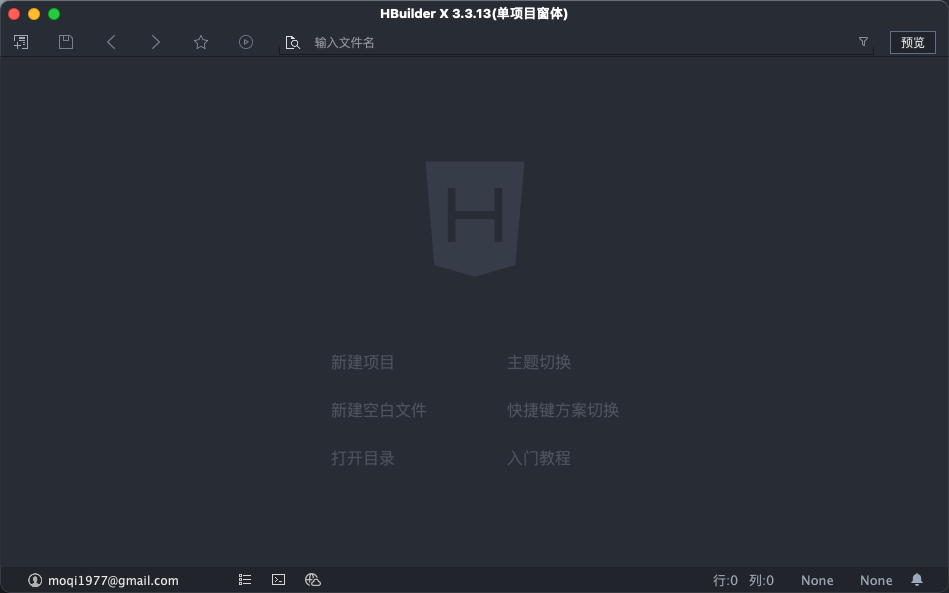 HBuilder X 3.3.13(单项目窗体)
输入文件名
预览
H
新建项目 主题切换
新建空白文件 快捷键方案切换
打开目录 入门教程
moqi1977@gmail.com 行:0 列:0 None None